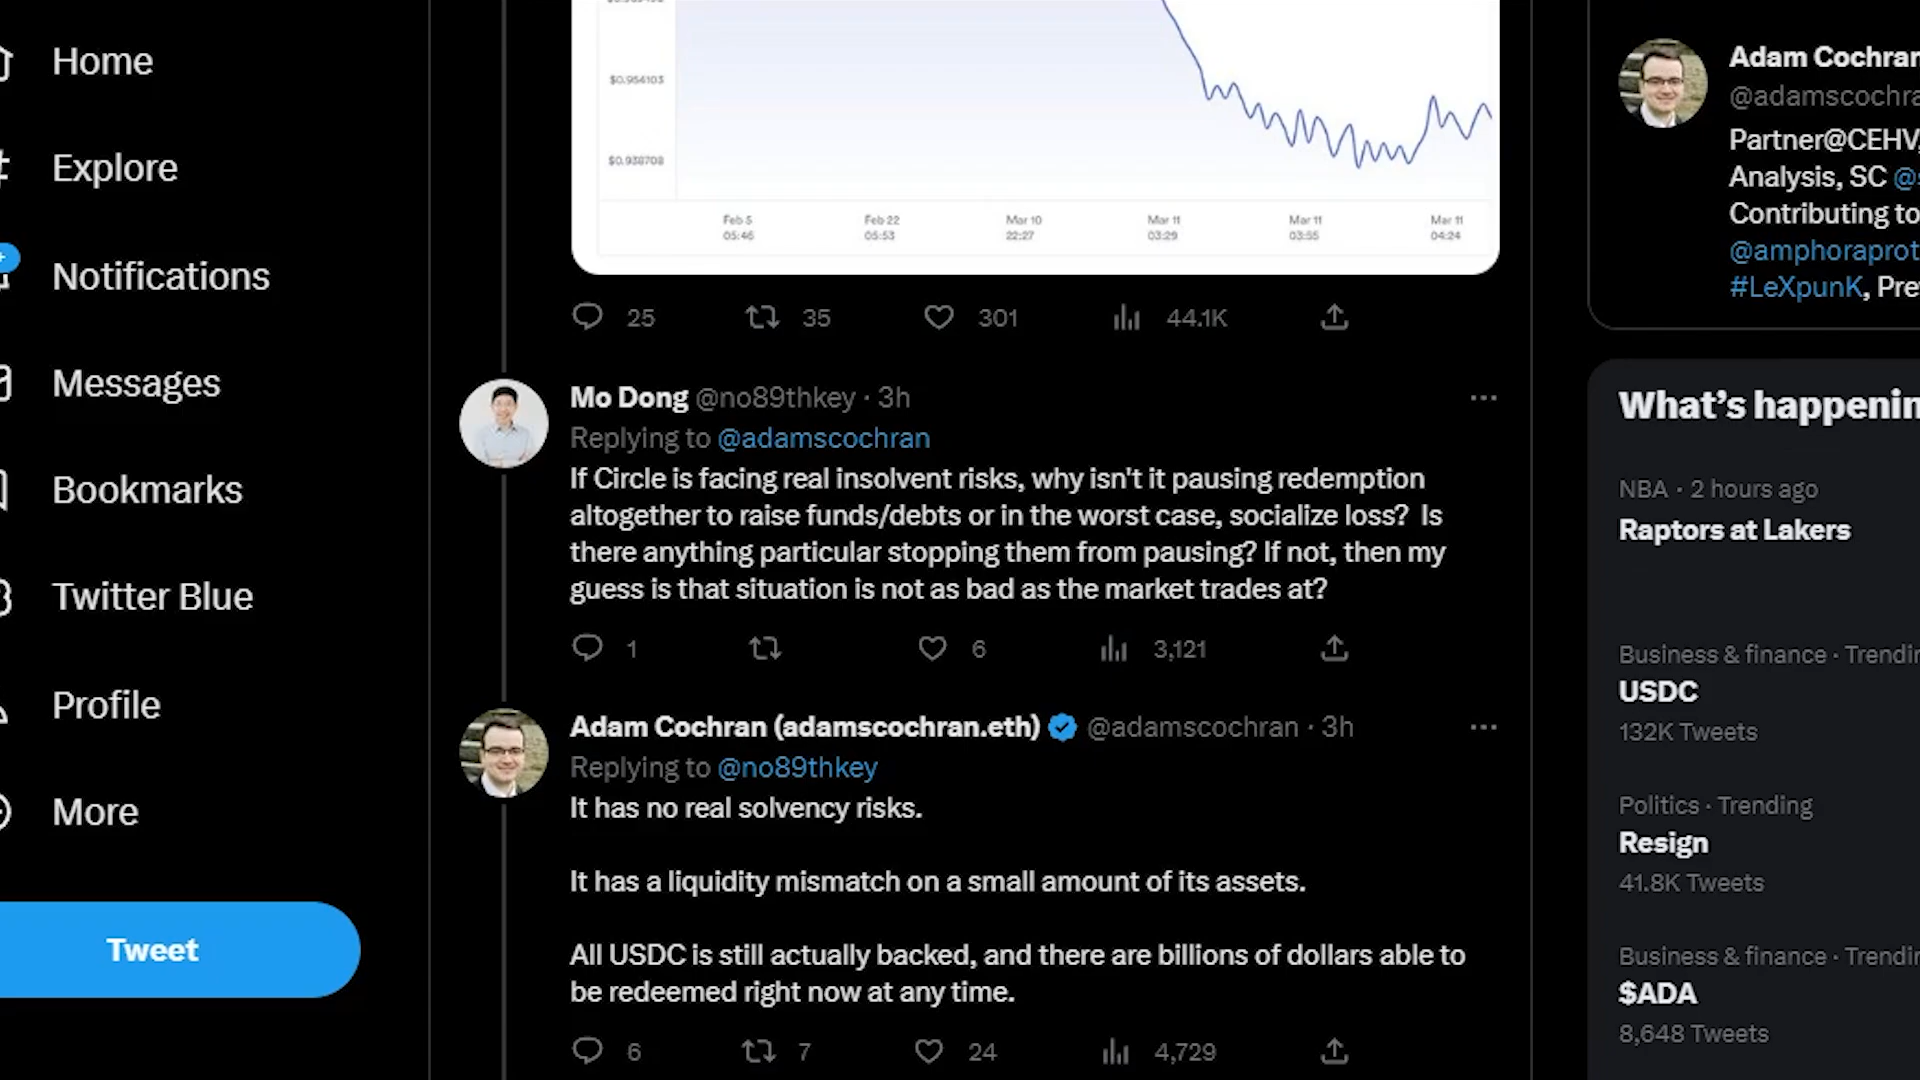 Home
Explore
Notifications
Messages
Bookmarks
Twitter Blue
Profile
More
Tweet
$0.954103
$0.938708
Feb 5 Feb 22 Mar 10 Mar 11 Mar 11 Mar 11
05:46 05:53 22:27 03:29 03:55 04:24
25 35 301 44.1K
Mo Dong @no89thkey · 3h
Replying to @adamscochran
If Circle is facing real insolvent risks, why isn't it pausing redemption
altogether to raise funds/debts or in the worst case, socialize loss? Is
there anything particular stopping them from pausing? If not, then my
guess is that situation is not as bad as the market trades at?
1 6 3,121
Adam Cochran (adamscochran.eth) @adamscochran · 3h
Replying to @no89thkey
It has no real solvency risks.
It has a liquidity mismatch on a small amount of its assets.
All USDC is still actually backed, and there are billions of dollars able to
be redeemed right now at any time.
6 7 24 4,729
Adam Cochran
@adamscochra
Partner@CEHV,
Analysis, SC
Contributing to
@amphoraprot
#LeXpunK, Pre
What's happenin
NBA · 2 hours ago
Raptors at Lakers
Business & finance · Trendin
USDC
132K Tweets
Politics · Trending
Resign
41.8K Tweets
Business & finance · Trendin
$ADA
8,648 Tweets